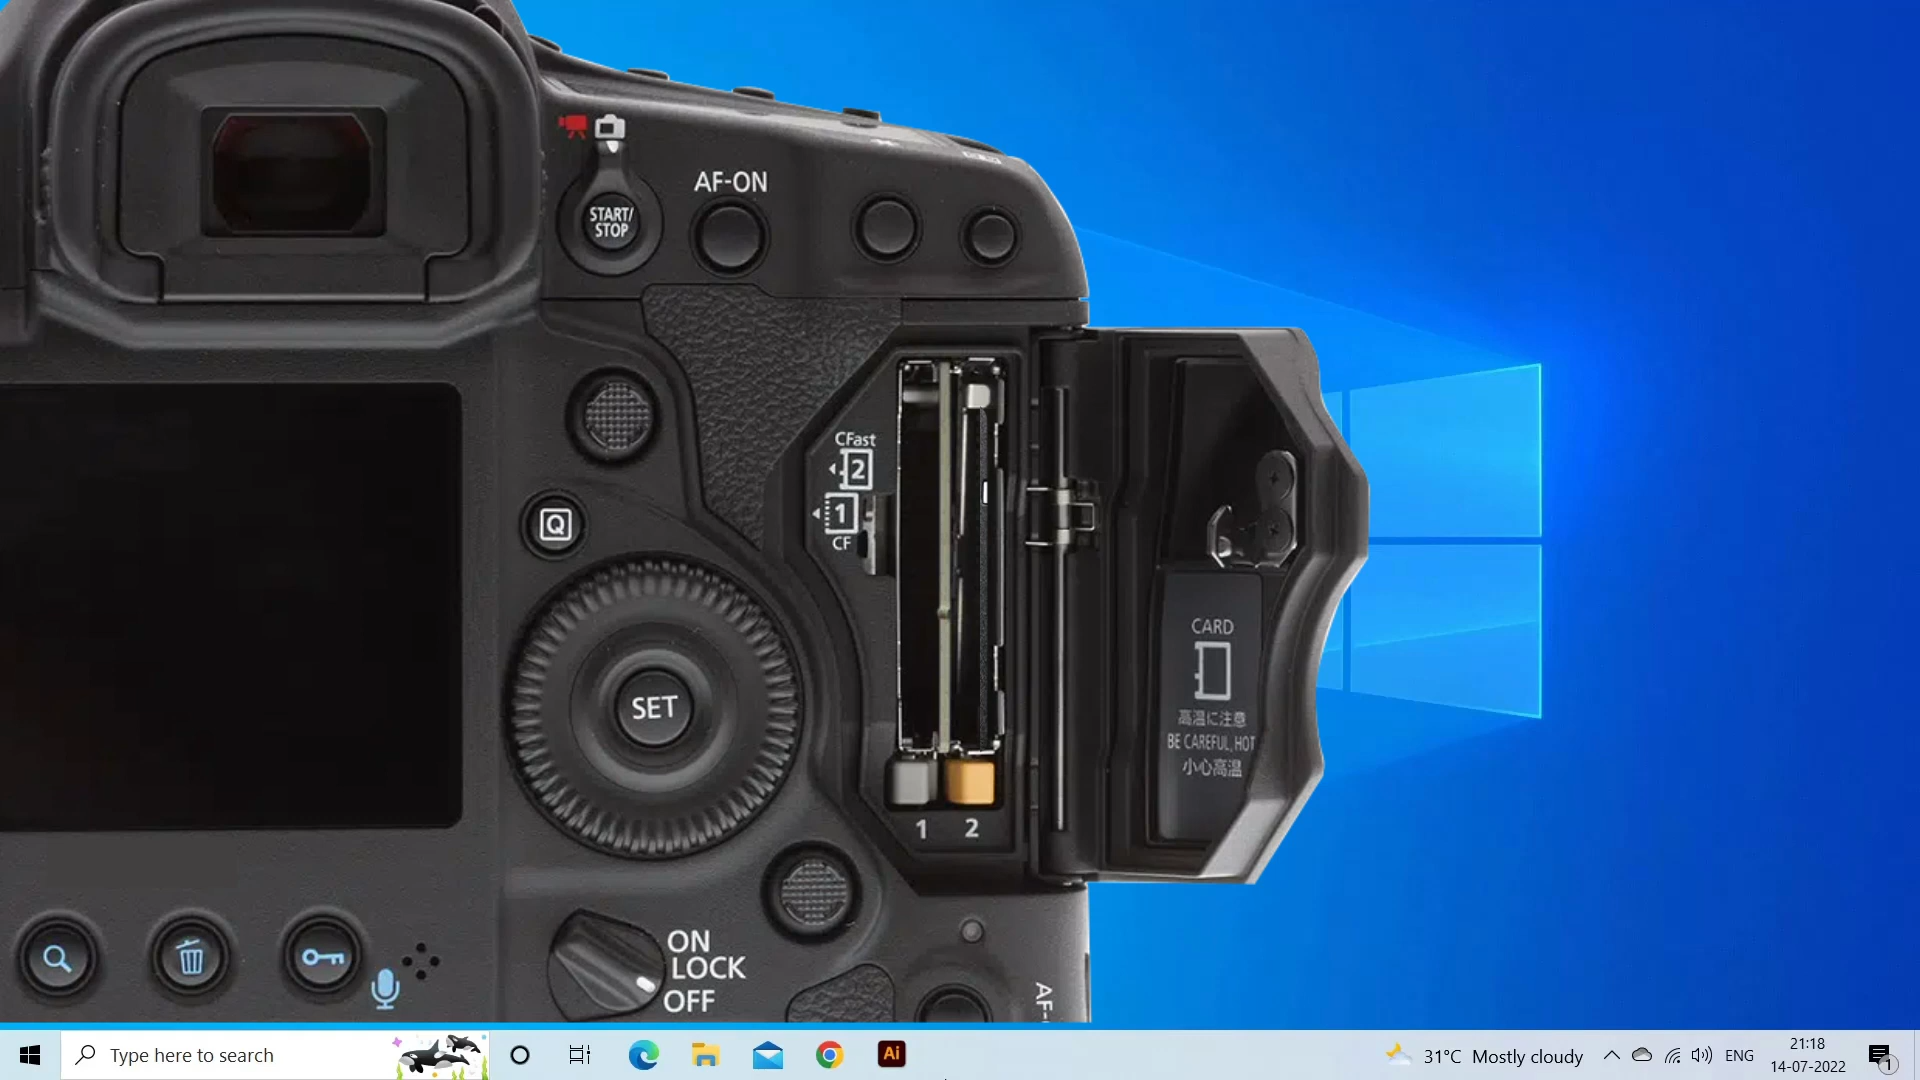 AF-ON
START/
STOP
CFast
2
1
CF
Q
SET
CARD
高温に注意
BE CAREFUL, HOT
小心高温
1 2
ON
LOCK
OFF
Type here to search
Ai
31°C Mostly cloudy
ENG
21:18
14-07-2022
1